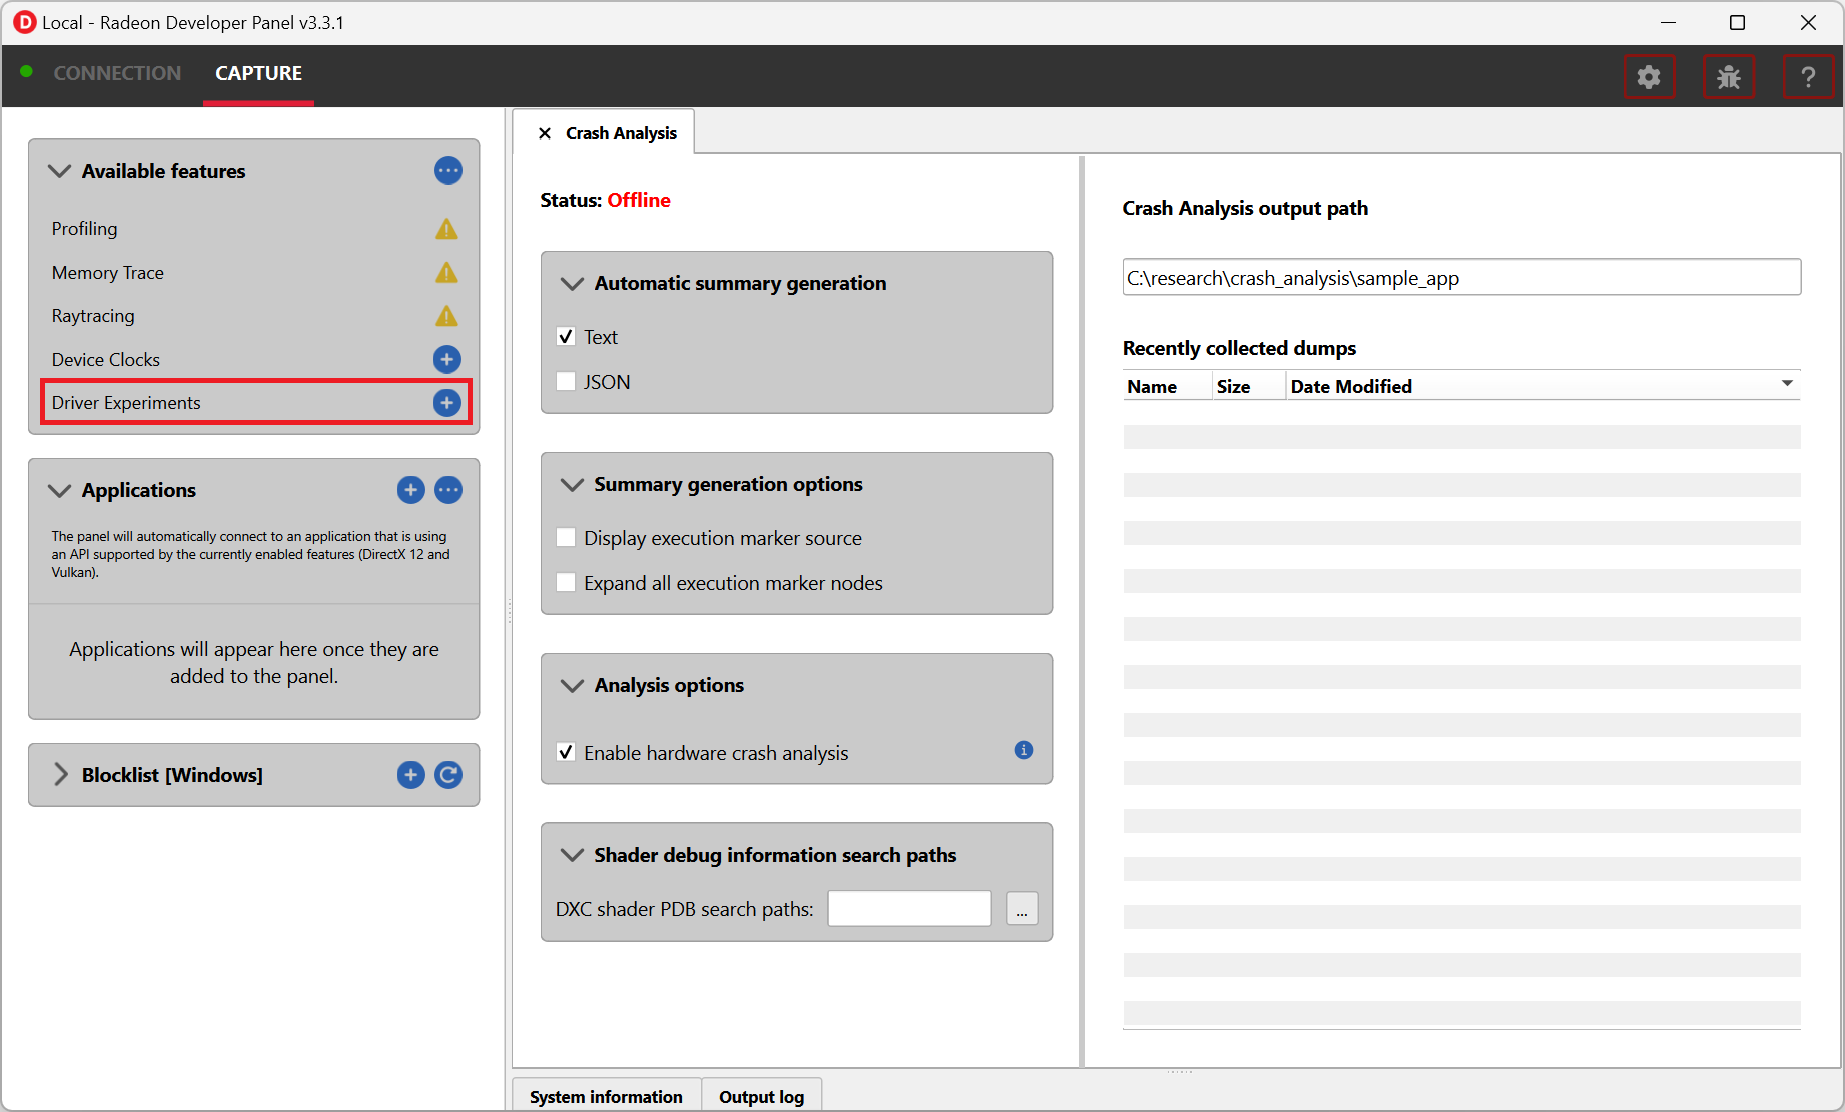 Local - Radeon Developer Panel v3.3.1
CONNECTION
CAPTURE
Available features
Profiling
Memory Trace
Raytracing
Device Clocks
Driver Experiments
Applications
The panel will automatically connect to an application that is using
an API supported by the currently enabled features (DirectX 12 and
Vulkan).
Applications will appear here once they are
added to the panel.
Blocklist [Windows]
Crash Analysis
Status: Offline
Automatic summary generation
Text
JSON
Summary generation options
Display execution marker source
Expand all execution marker nodes
Analysis options
Enable hardware crash analysis
Shader debug information search paths
DXC shader PDB search paths:
...
Crash Analysis output path
C:\research\crash_analysis\sample_app
Recently collected dumps
Name Size Date Modified
System information
Output log